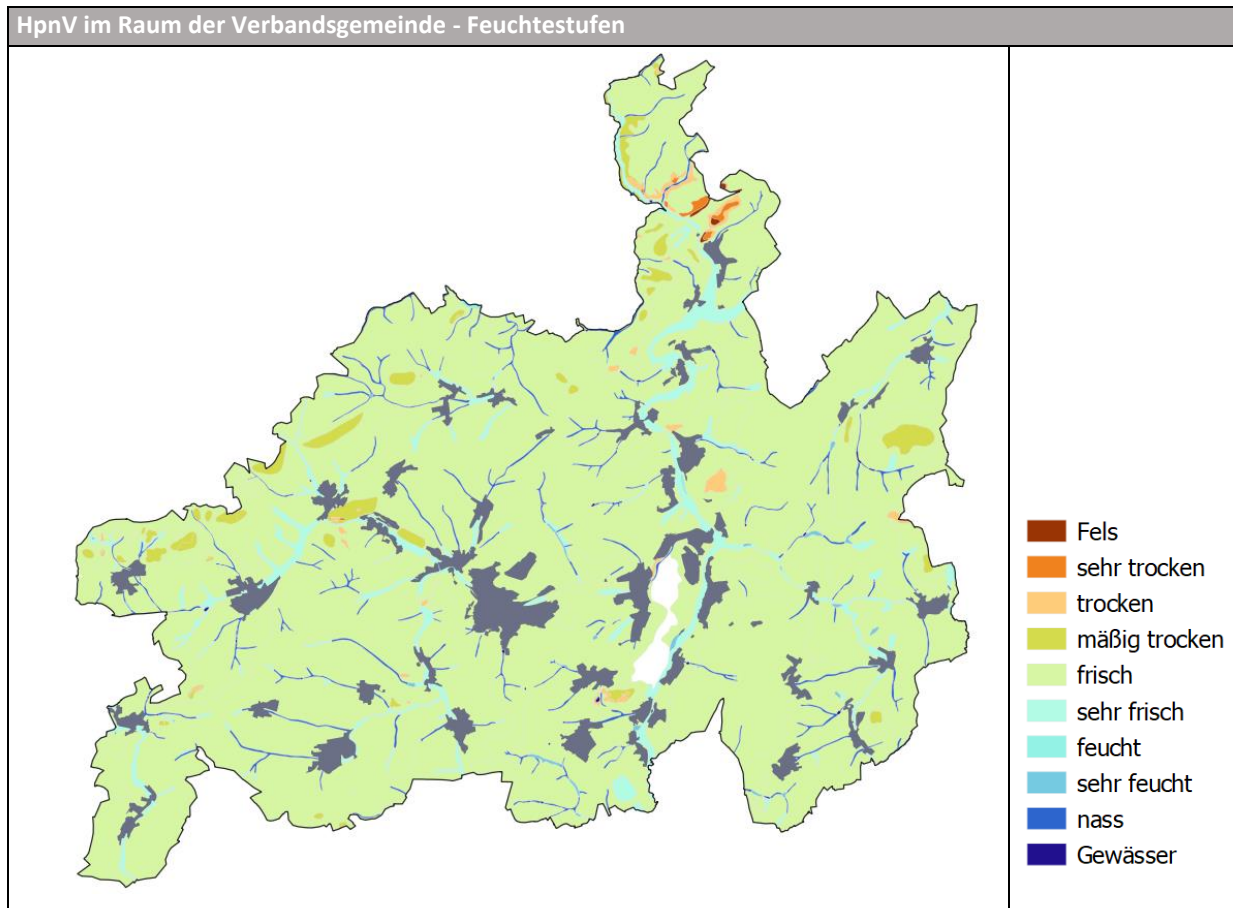 HpnV im Raum der Verbandsgemeinde - Feuchtestufen
Fels
sehr trocken
trocken
mäßig trocken
frisch
sehr frisch
feucht
sehr feucht
nass
Gewässer